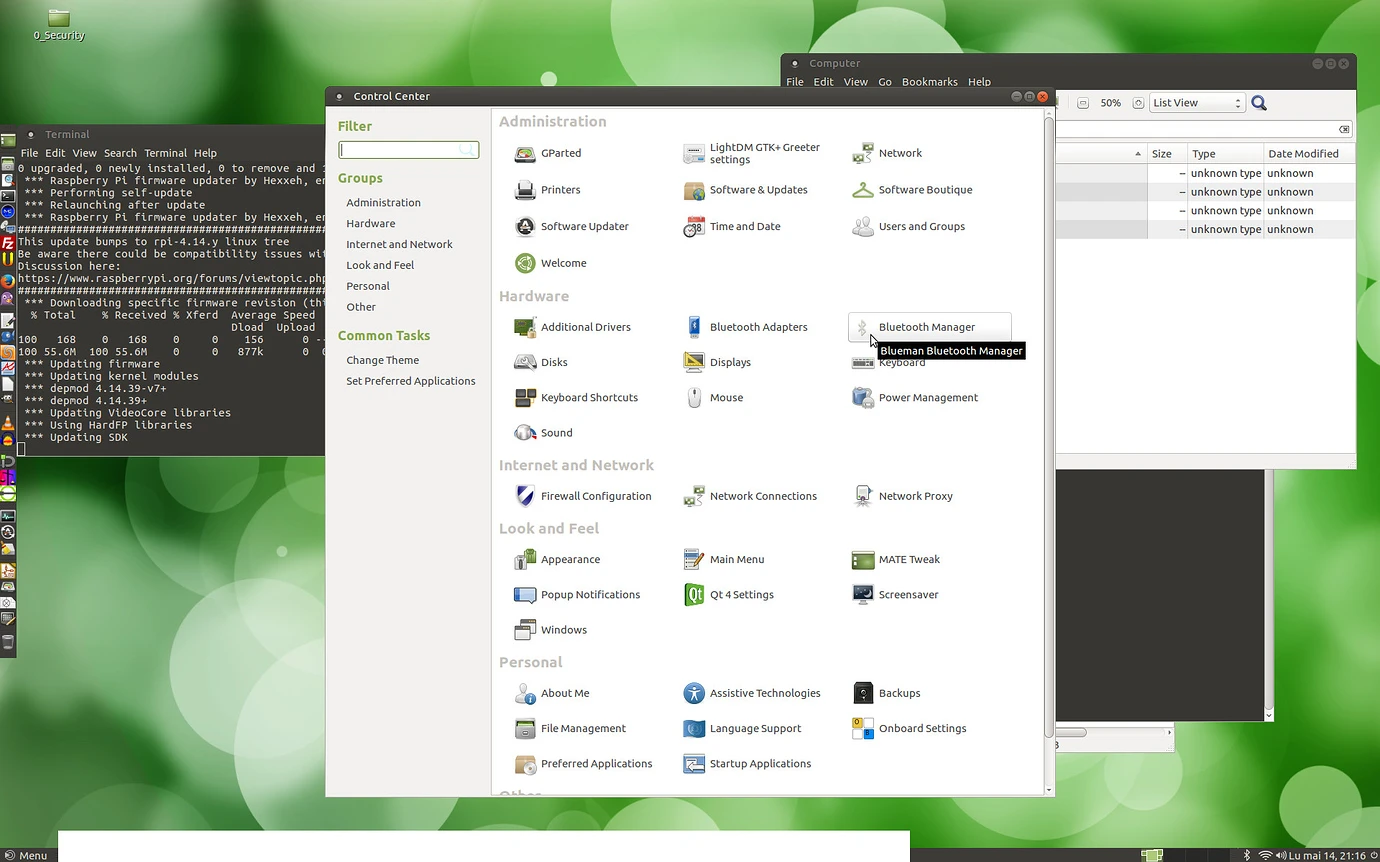 0_Security
Computer
File Edit View Go Bookmarks Help
50% List View
Size Type Date Modified
– unknown type unknown
– unknown type unknown
– unknown type unknown
– unknown type unknown
Terminal
File Edit View Search Terminal Help
0 upgraded, 0 newly installed, 0 to remove and
*** Raspberry Pi firmware updater by Hexxeh,
*** Performing self-update
*** Relaunching after update
*** Raspberry Pi firmware updater by Hexxeh,
This update bumps to rpi-4.14.y linux tree
Be aware there could be compatibility issues
Discussion here:
https://www.raspberrypi.org/forums/viewtopic.php
*** Downloading specific firmware revision
% Total % Received % Xferd Average Speed
Dload Upload
100 168 0 168 0 0 156 0 --
100 55.6M 100 55.6M 0 0 877k 0
*** Updating firmware
*** Updating kernel modules
*** depmod 4.14.39-v7+
*** depmod 4.14.39+
*** Updating VideoCore libraries
*** Using HardFP libraries
*** Updating SDK
Control Center
Filter
Groups
Administration
Hardware
Internet and Network
Look and Feel
Personal
Other
Common Tasks
Change Theme
Set Preferred Applications
Administration
GParted
LightDM GTK+ Greeter
settings
Network
Printers
Software & Updates
Software Boutique
Software Updater
Time and Date
Users and Groups
Welcome
Hardware
Additional Drivers
Bluetooth Adapters
Bluetooth Manager
Blueman Bluetooth Manager
Disks
Displays
Keyboard
Keyboard Shortcuts
Mouse
Power Management
Sound
Internet and Network
Firewall Configuration
Network Connections
Network Proxy
Look and Feel
Appearance
Main Menu
MATE Tweak
Popup Notifications
Qt 4 Settings
Screensaver
Windows
Personal
About Me
Assistive Technologies
Backups
File Management
Language Support
Onboard Settings
Preferred Applications
Startup Applications
Other
Menu
Lu mai 14, 21:16